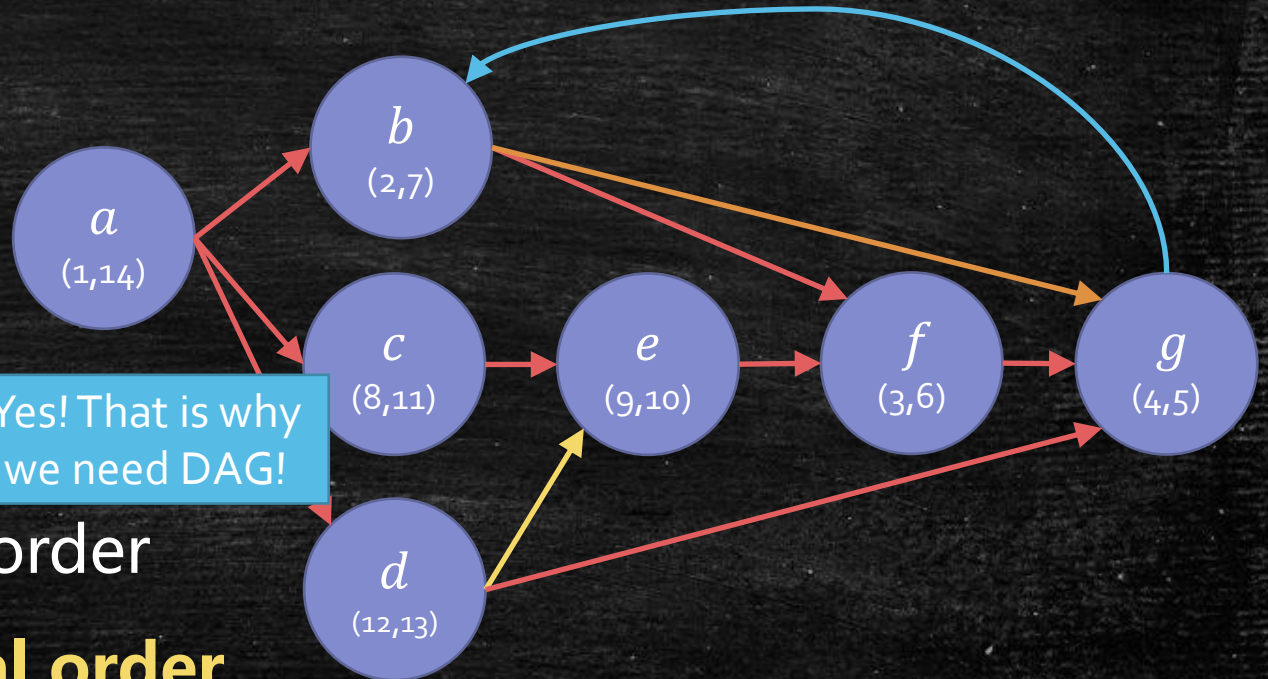 b
(2,7)
a
(1,14)
c
(8,11)
e
(9,10)
f
(3,6)
g
(4,5)
Yes! That is why
we need DAG!
order
d
(12,13)
order